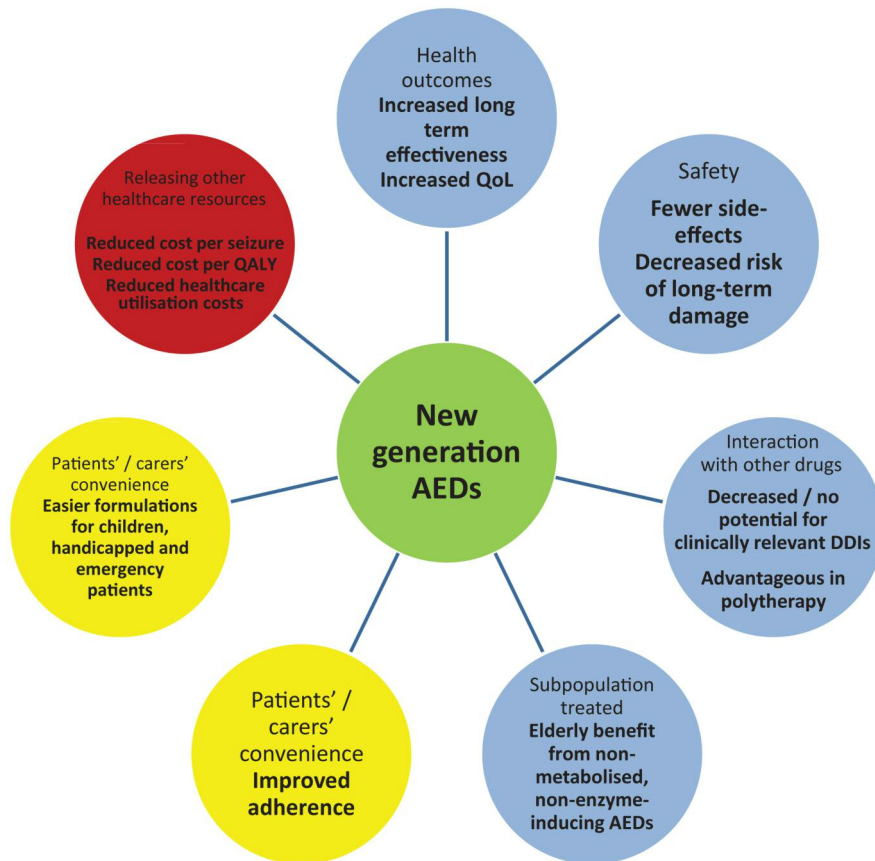 Health
outcomes
Increased long
term
effectiveness
Increased QoL
Safety
Fewer side-
effects
Decreased risk
of long-term
damage
Interaction
with other drugs
Decreased / no
potential for
clinically relevant DDIs
Advantageous in
polytherapy
Subpopulation
treated
Elderly benefit
from non-
metabolised,
non-enzyme-
inducing AEDs
Patients' /
carers'
convenience
Improved
adherence
Patients' / carers'
convenience
Easier formulations
for children,
handicapped and
emergency
patients
Releasing other
healthcare resources
Reduced cost per seizure
Reduced cost per QALY
Reduced healthcare
utilisation costs
New
generation
AEDs